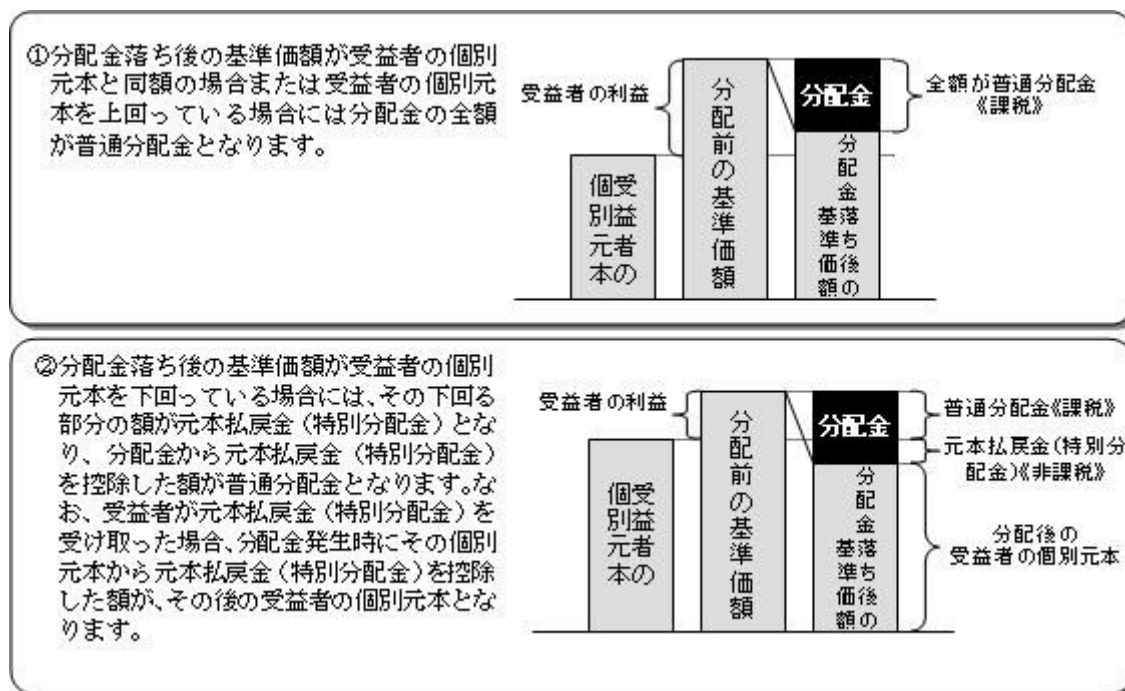 ①分配金落ち後の基準価額が受益者の個別
元本と同額の場合または受益者の個別元
本を上回っている場合には分配金の全額
が普通分配金となります。
受益者の利益
受益者の
個別元本
分配前の基準価額
分配金
分配金落ち後の
基準価額
全額が普通分配金
《課税》
②分配金落ち後の基準価額が受益者の個別
元本を下回っている場合には、その下回る
部分の額が元本払戻金（特別分配金）とな
り、分配金から元本払戻金（特別分配金）
を控除した額が普通分配金となります。な
お、受益者が元本払戻金（特別分配金）を
受け取った場合、分配金発生時にその個別
元本から元本払戻金（特別分配金）を控除
した額が、その後の受益者の個別元本とな
ります。
受益者の利益
受益者の
個別元本
分配前の基準価額
分配金
分配金落ち後の
基準価額
普通分配金《課税》
元本払戻金（特別分
配金）《非課税》
分配後の
受益者の個別元本